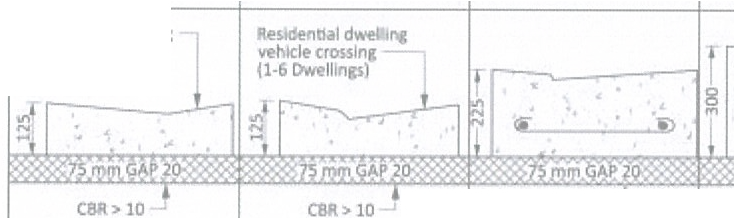 Residential dwelling
vehicle crossing
(1-6 Dwellings)
125
125
225
300
75 mm GAP 20
75 mm GAP 20
75 mm GAP 20
CBR > 10
CBR > 10